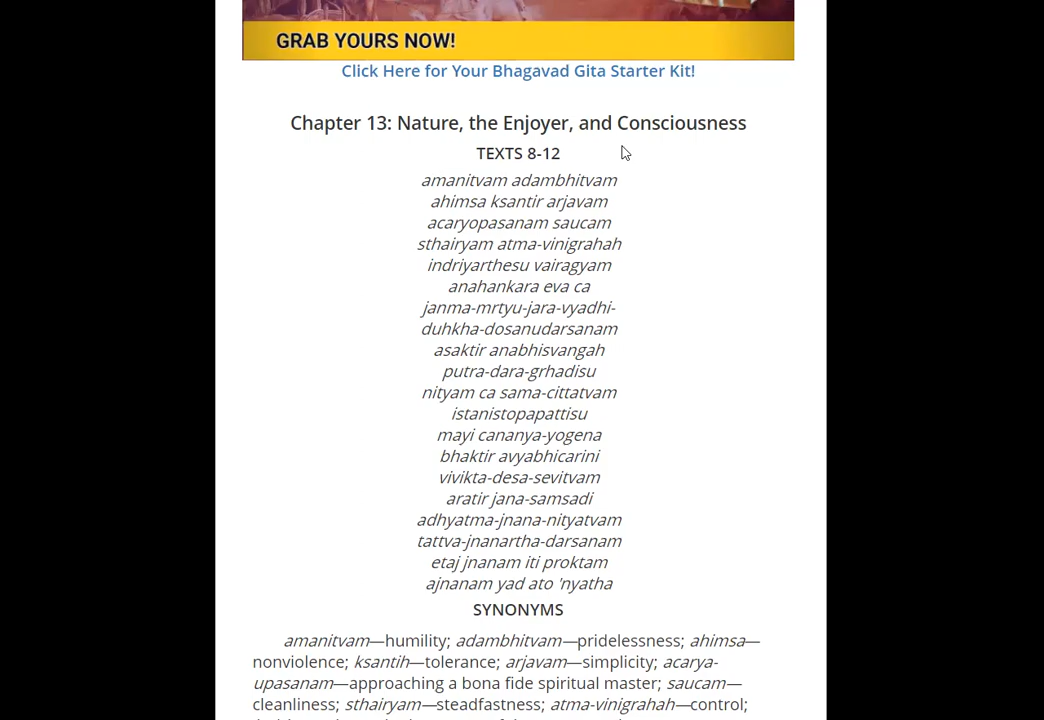 GRAB YOURS NOW!
Click Here for Your Bhagavad Gita Starter Kit!
Chapter 13: Nature, the Enjoyer, and Consciousness
TEXTS 8-12
amanitvam adambhitvam
ahimsa ksantir arjavam
acaryopasanam saucam
sthairyam atma-vinigrahah
indriyarthesu vairagyam
anahankara eva ca
janma-mrtyu-jara-vyadhi-
duhkha-dosanudarsanam
asaktir anabhisvangah
putra-dara-grhadisu
nityam ca sama-cittatvam
istanistopapattisu
mayi cananya-yogena
bhaktir avyabhicarini
vivikta-desa-sevitvam
aratir jana-samsadi
adhyatma-jnana-nityatvam
tattva-jnanartha-darsanam
etaj jnanam iti proktam
ajnanam yad ato 'nyatha
SYNONYMS
amanitvam—humility; adambhitvam—pridelessness; ahimsa—
nonviolence; ksantih—tolerance; arjavam—simplicity; acarya-
upasanam—approaching a bona fide spiritual master; saucam—
cleanliness; sthairyam—steadfastness; atma-vinigrahah—control;